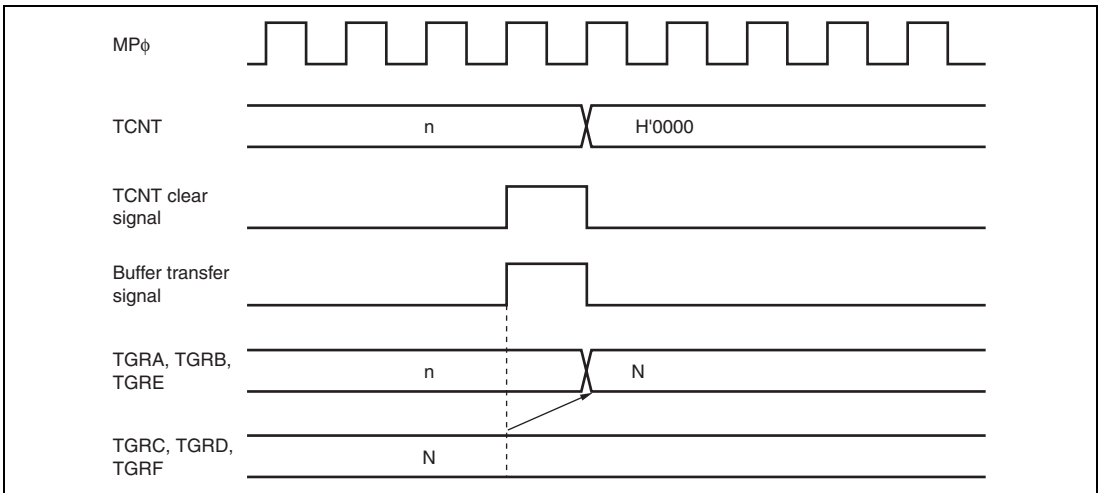 MPϕ
TCNT
n
H'0000
TCNT clear
signal
Buffer transfer
signal
TGRA, TGRB,
TGRE
n
N
TGRC, TGRD,
TGRF
N